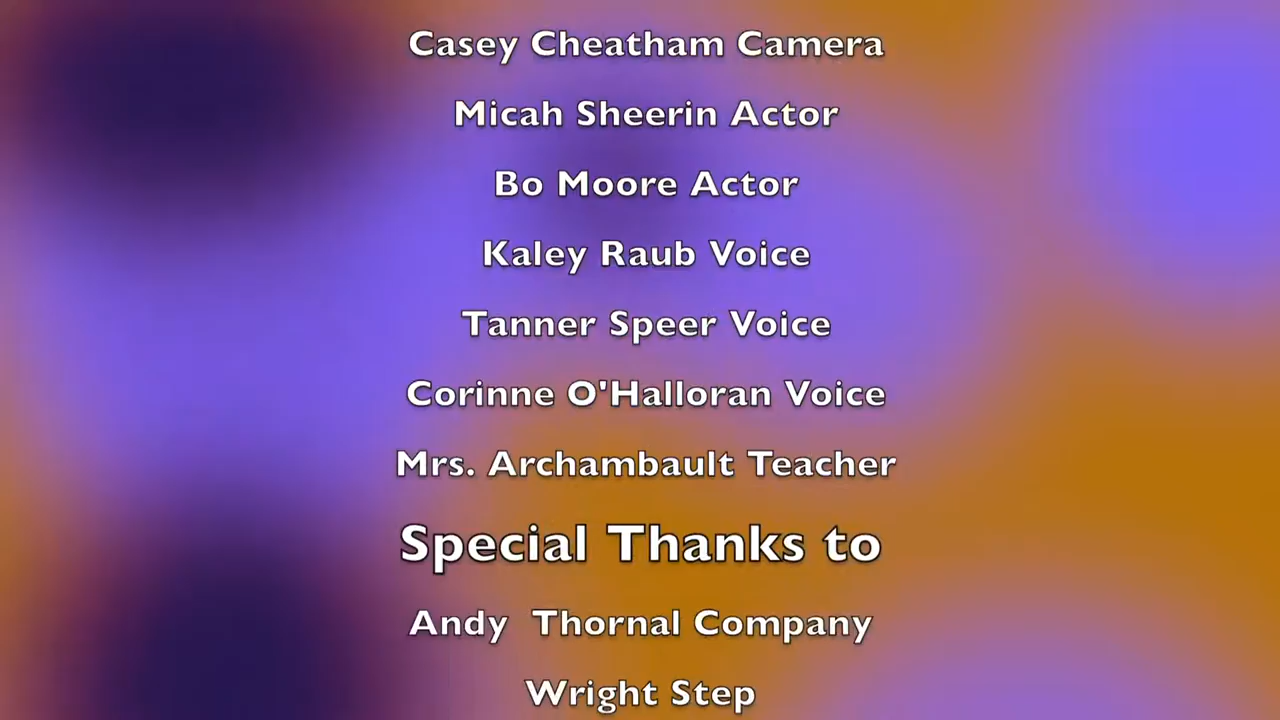 Casey Cheatham Camera
Micah Sheerin Actor
Bo Moore Actor
Kaley Raub Voice
Tanner Speer Voice
Corinne O'Halloran Voice
Mrs. Archambault Teacher
Special Thanks to
Andy  Thornal Company
Wright Step